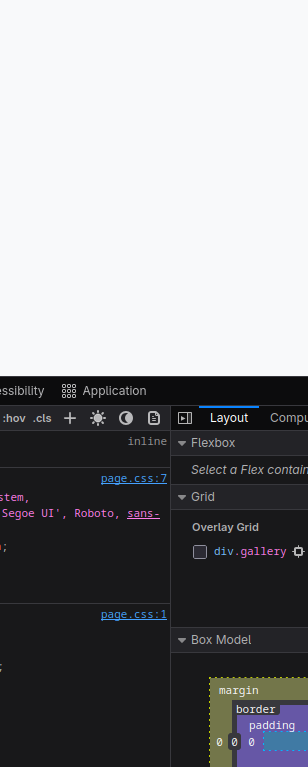 essibility Application
:hov .cls
Layout Compu
inline
page.css:7
stem,
Segoe UI', Roboto, sans-
;
page.css:1
;
Flexbox
Select a Flex contain
Grid
Overlay Grid
div.gallery
Box Model
margin
border
padding
0 0 0